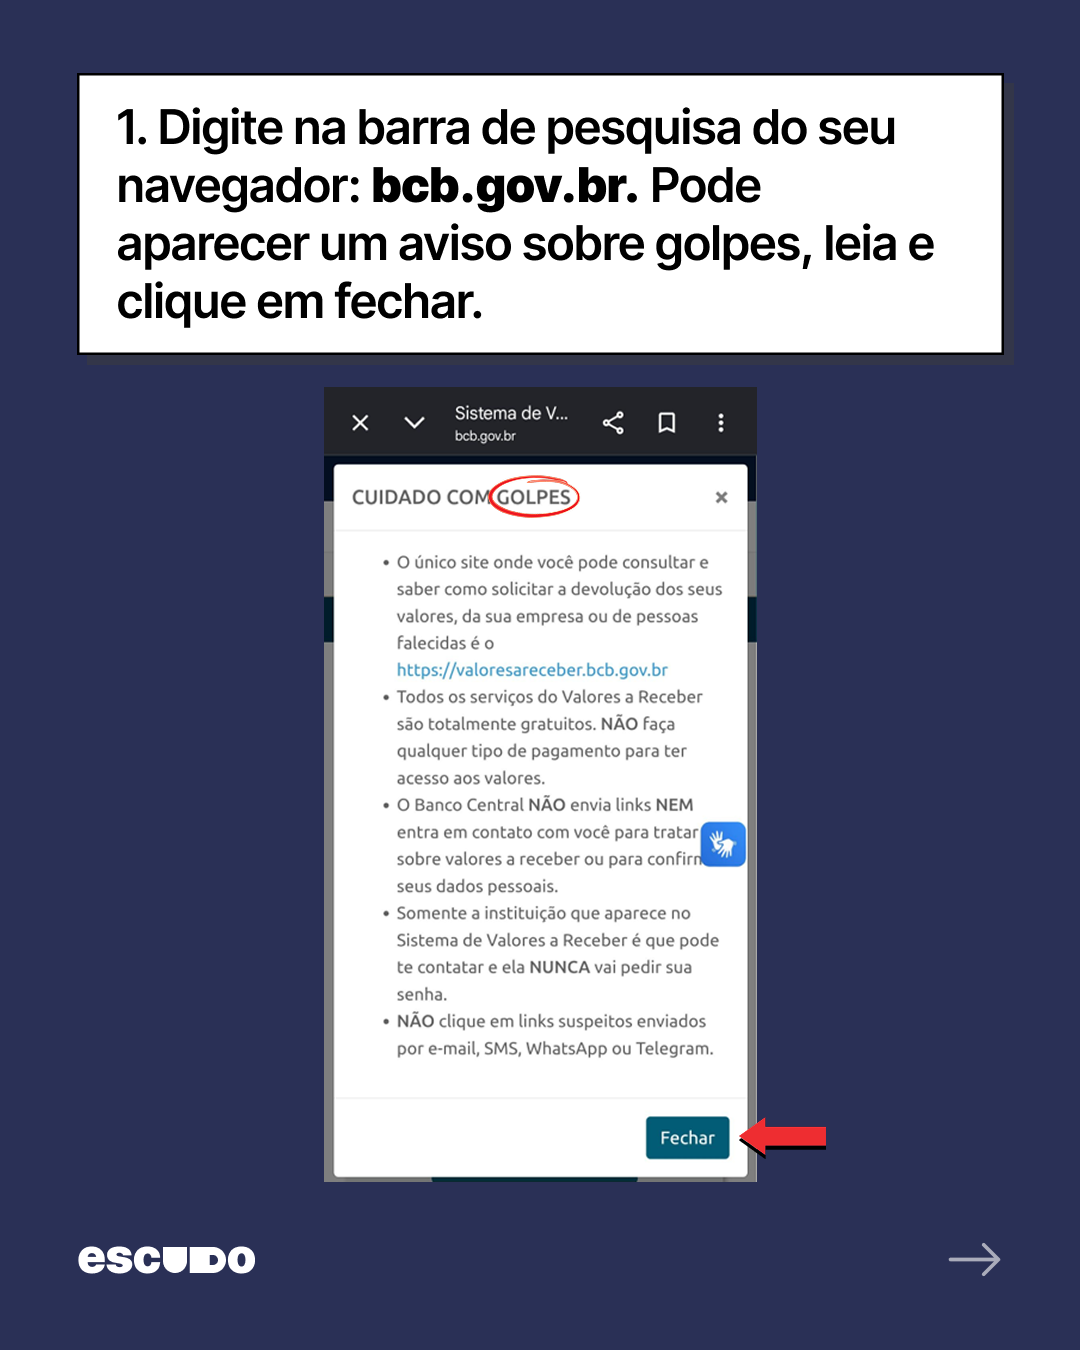 1. Digite na barra de pesquisa do seu
navegador: bcb.gov.br. Pode
aparecer um aviso sobre golpes, leia e
clique em fechar.
Sistema de V...
bcb.gov.br
CUIDADO COM GOLPES
• O único site onde você pode consultar e
saber como solicitar a devolução dos seus
valores, da sua empresa ou de pessoas
falecidas é o
https://valoresareceber.bcb.gov.br
• Todos os serviços do Valores a Receber
são totalmente gratuitos. NÃO faça
qualquer tipo de pagamento para ter
acesso aos valores.
• O Banco Central NÃO envia links NEM
entra em contato com você para tratar
sobre valores a receber ou para confirm
seus dados pessoais.
• Somente a instituição que aparece no
Sistema de Valores a Receber é que pode
te contatar e ela NUNCA vai pedir sua
senha.
• NÃO clique em links suspeitos enviados
por e-mail, SMS, WhatsApp ou Telegram.
Fechar
escudo